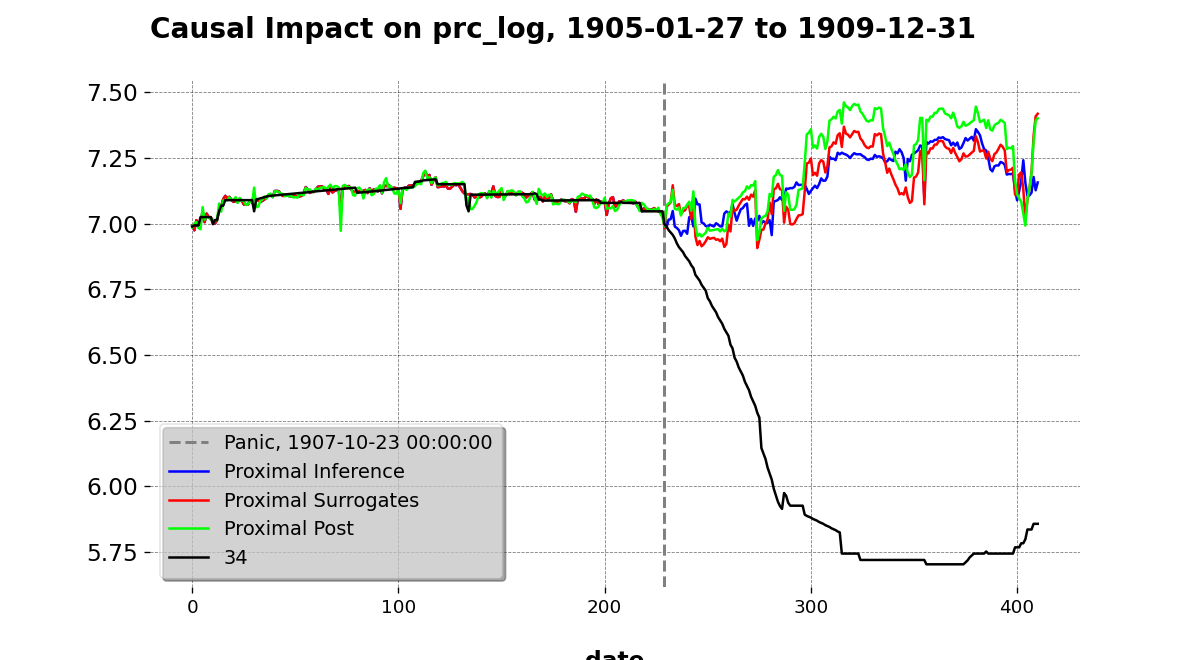 Causal Impact on prc_log, 1905-01-27 to 1909-12-31
7.50
7.25
7.00
6.75
6.50
6.25
6.00
5.75
Panic, 1907-10-23 00:00:00
Proximal Inference
Proximal Surrogates
Proximal Post
34
0 100 200 300 400
date